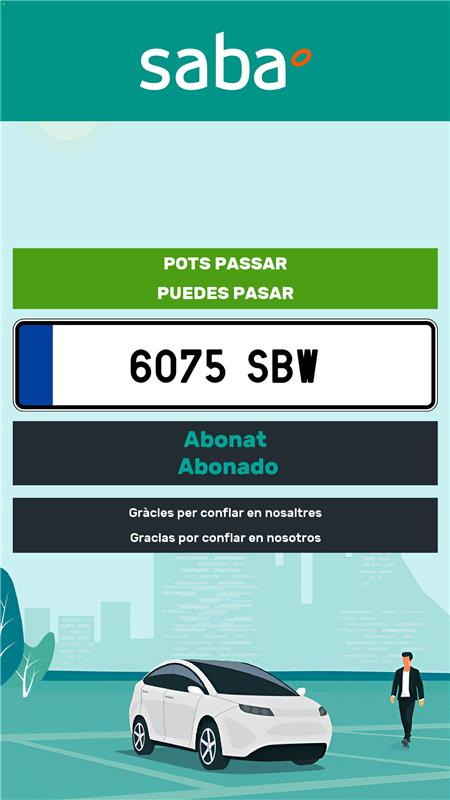 saba
POTS PASSAR
PUEDES PASAR
6075 SBW
Abonat
Abonado
Gràcies per confiar en nosaltres
Gracias por confiar en nosotros